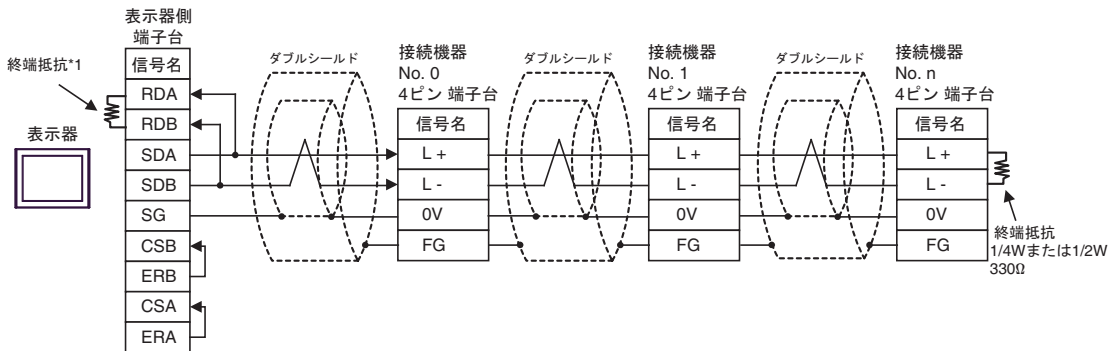 表示器側
端子台
終端抵抗*1
表示器
信号名
RDA
RDB
SDA
SDB
SG
CSB
ERB
CSA
ERA
ダブルシールド
接続機器
No. 0
4ピン 端子台
信号名
L +
L -
0V
FG
ダブルシールド
接続機器
No. 1
4ピン 端子台
信号名
L +
L -
0V
FG
ダブルシールド
接続機器
No. n
4ピン 端子台
信号名
L +
L -
0V
FG
終端抵抗
1/4Wまたは1/2W
330Ω